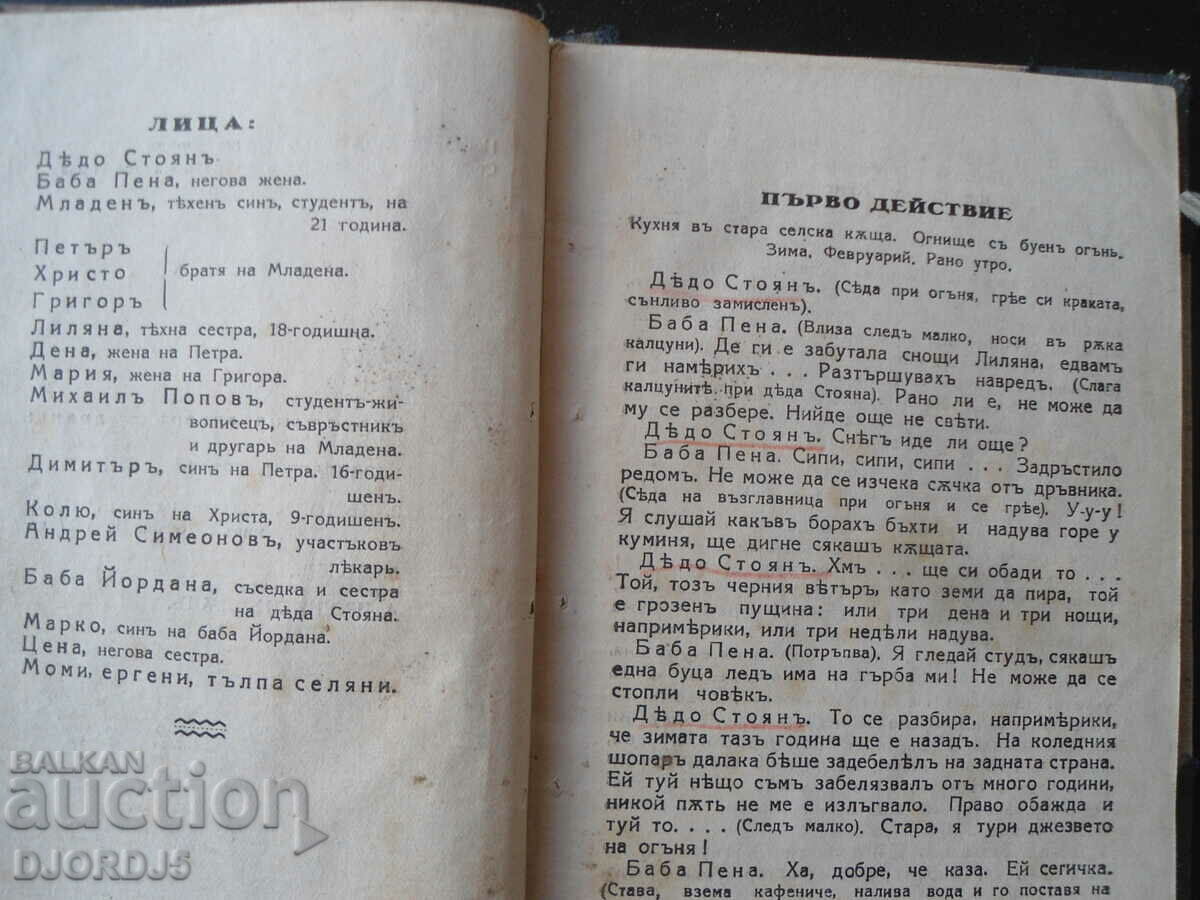 ЛИЦА:
Дѣдо Стоянъ
Баба Пена, негова жена.
Младенъ, тѣхенъ синъ, студентъ, на
21 година.
Петъръ
Христо
братя на Младена.
Григоръ
Лиляна, тѣхна сестра, 18-годишна.
Дена, жена на Петра.
Мария, жена на Григора.
Михаилъ Поповъ, студентъ-жи-
вописец, съврѣстникъ
и другарь на Младена.
Димитъръ, синъ на Петра. 16-годи-
шенъ.
Колю, синъ на Христа, 9-годишенъ.
Андрей Симеоновъ, участъковъ
лѣкарь.
Баба Йордана, съседка и сестра
на дѣда Стояна.
Марко, синъ на баба Йордана.
Цена, негова сестра.
Моми, ергени, тълпа селяни.
ПЪРВО ДЕЙСТВИЕ
Кухня въ стара селска кѫща. Огнище съ буенъ огънь.
Зима. Февруарий. Рано утро.
Дѣдо Стоянъ. (Сѣда при огъня, грѣе си краката,
сънливо замисленъ).
Баба Пена. (Влиза следъ малко, носи въ рѫка
калцуни). Де ги е забутала снощи Лиляна, едвамъ
ги намѣрихъ . . . Разтършувахъ навредъ. (Слага
калцунитѣ при дѣда Стояна). Рано ли е, не може да
му се разбере. Нийде още не свѣти.
Дѣдо Стоянъ. Снѣгъ иде ли още?
Баба Пена. Сипи, сипи, сипи . . . Задръстило
редомъ. Не може да се изчека сѫчка отъ дръвника.
(Сѣда на възглавница при огъня и се грѣе). У-у-у!
Я слушай какъвъ борахъ бъхти и надува горе у
куминя, ще дигне сякашъ кѫщата.
Дѣдо Стоянъ. Хмъ . . . ще си обади то . . .
Той, тозъ черния вѣтъръ, като земи да пира, той
е грозенъ пущина: или три дена и три нощи,
напримѣрики, или три недѣли надува.
Баба Пена. (Потръпва). Я гледай студъ, сякашъ
една буца ледъ има на гърба ми! Не може да се
стопли човѣкъ.
Дѣдо Стоянъ. То се разбира, напримѣрики,
че зимата тазъ година ще е назадъ. На коледния
шопаръ далака бѣше задебелѣлъ на задната страна.
Ей туй нѣщо съмъ забелязвалъ отъ много години,
никой пѫть не ме е излъгвало. Право обажда и
туй то. . . . (Следъ малко). Стара, я тури джезвето
на огъня!
Баба Пена. Ха, добре, че каза. Ей сегичка.
(Става, взема кафениче, налива вода и го поставя на
BALKAN
auction
DJORDJ5